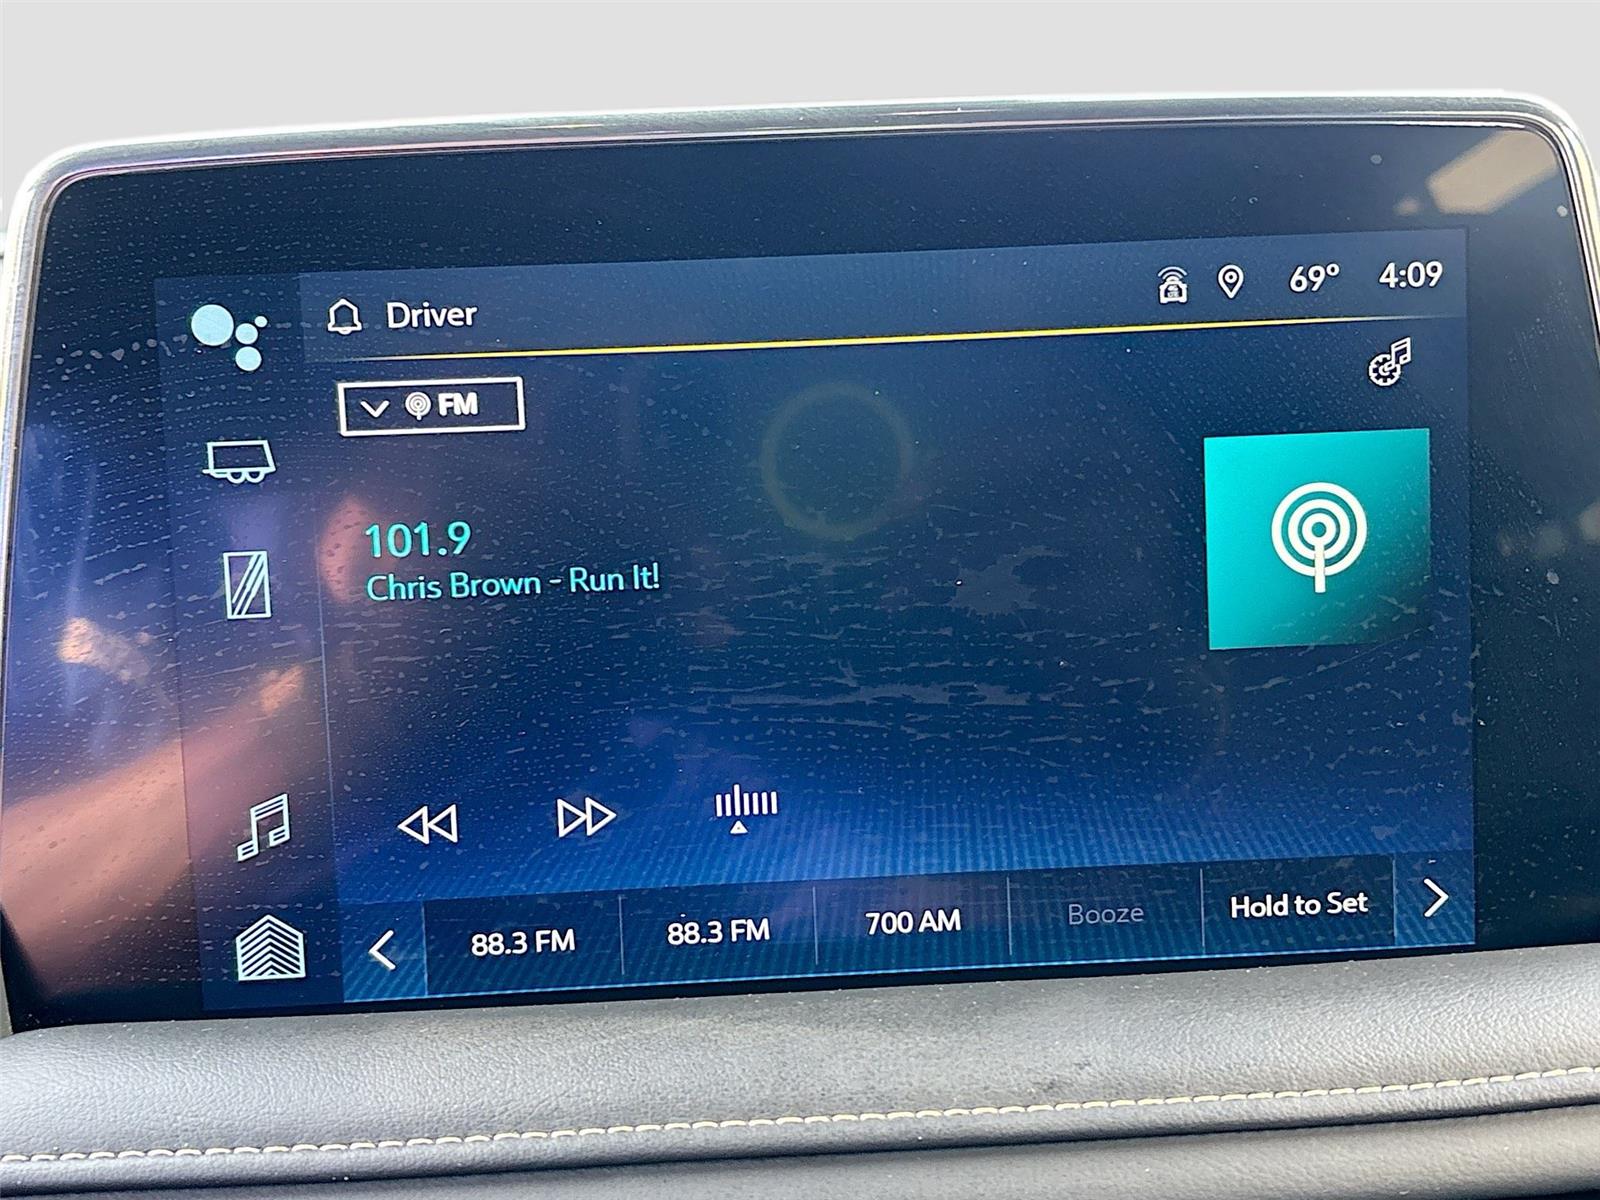 Driver
69° 4:09
FM
101.9
Chris Brown - Run It!
88.3 FM
88.3 FM
700 AM
Booze
Hold to Set